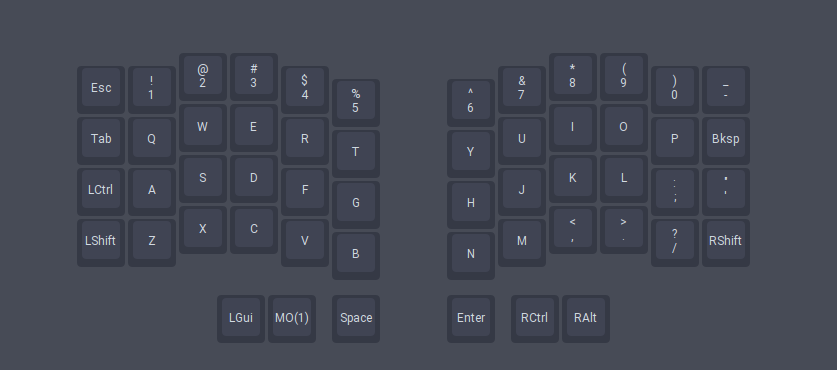 Esc ! @ # $ %
1 2 3 4 5
^ & * ( ) _
6 7 8 9 0 -
Tab Q W E R T
Y U I O P Bksp
LCtrl A S D F G
H J K L : "
; '
LShift Z X C V B
N M < > ? RShift
, . /
LGui MO(1) Space
Enter RCtrl RAlt